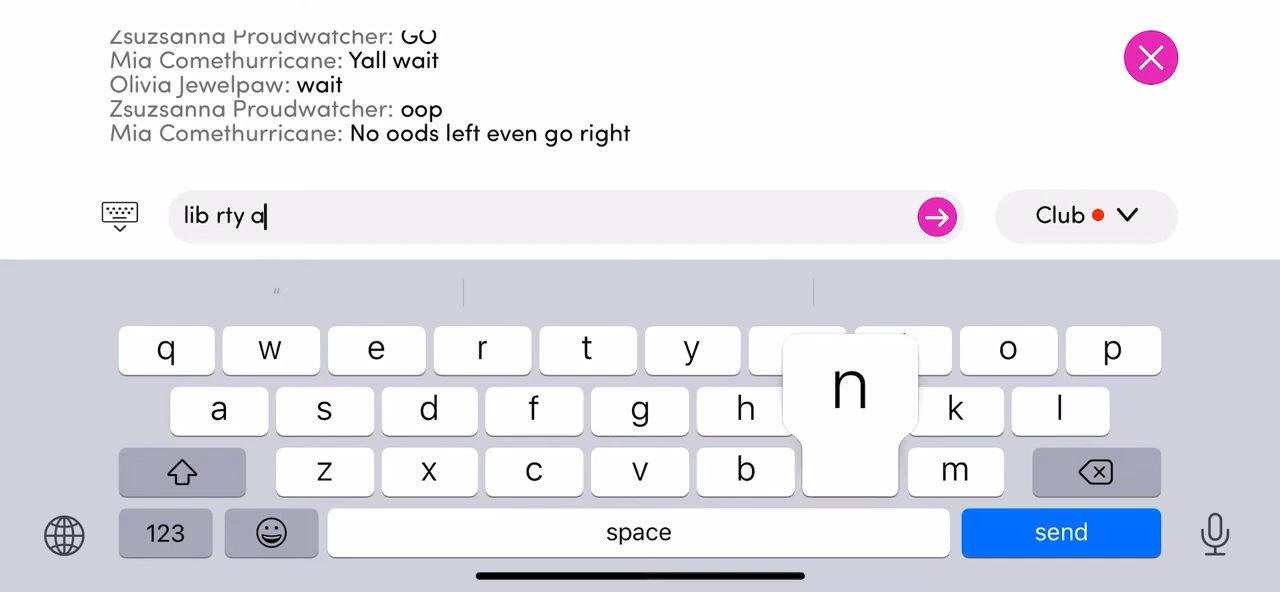 Zsuzsanna Proudwatcher: GO
Mia Comethurricane: Yall wait
Olivia Jewelpaw: wait
Zsuzsanna Proudwatcher: oop
Mia Comethurricane: No oods left even go right
lib rty a
Club
“
q w e r t y o p
a s d f g h n k l
z x c v b m
123 space send